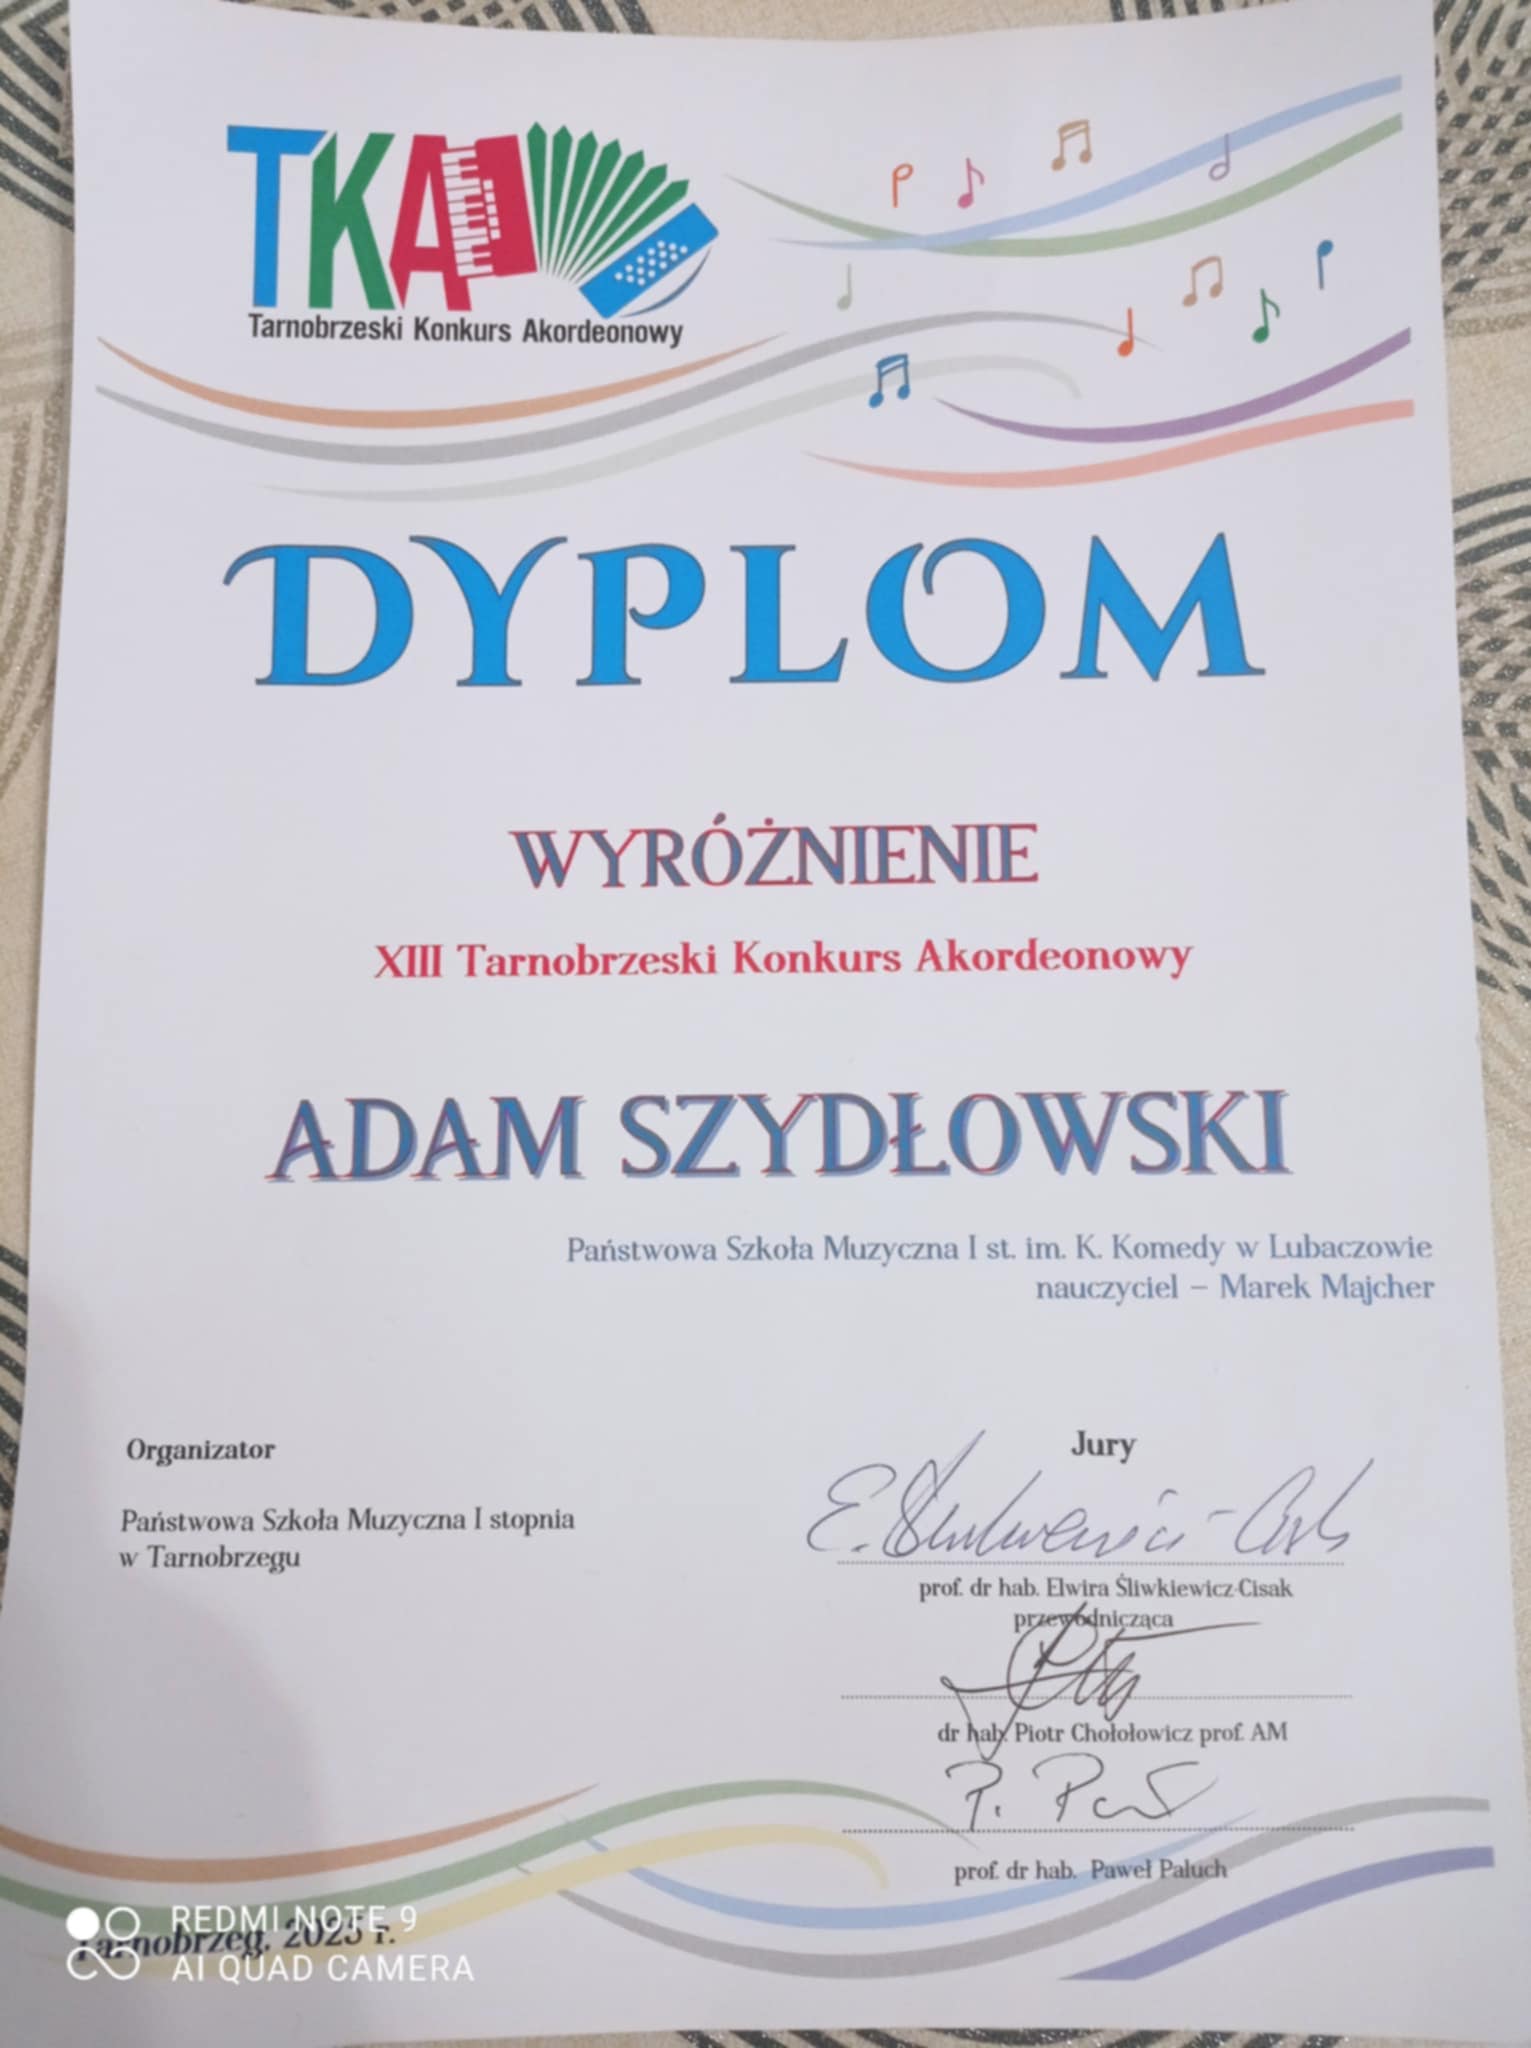 TKA
Tarnobrzeski Konkurs Akordeonowy
DYPLOM
WYRÓŻNIENIE
XIII Tarnobrzeski Konkurs Akordeonowy
ADAM SZYDŁOWSKI
Państwowa Szkoła Muzyczna I st. im. K. Komedy w Lubaczowie
nauczyciel – Marek Majcher
Organizator
Państwowa Szkoła Muzyczna I stopnia
w Tarnobrzegu
Jury
prof. dr hab. Elwira Śliwkiewicz-Cisak
przewodnicząca
dr hab. Piotr Chołołowicz prof. AM
prof. dr hab. Paweł Paluch
Tarnobrzeg, 2025 r.
REDMI NOTE 9
AI QUAD CAMERA